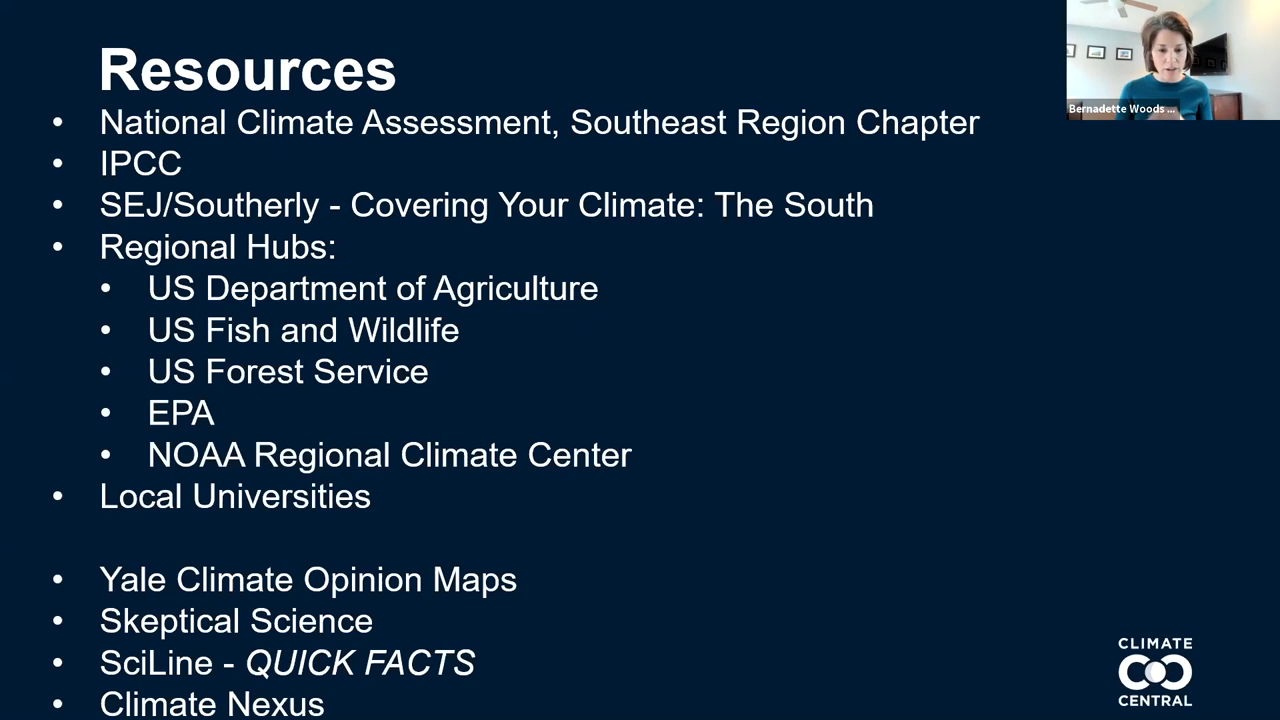 Resources
• National Climate Assessment, Southeast Region Chapter
• IPCC
• SEJ/Southerly - Covering Your Climate: The South
• Regional Hubs:
• US Department of Agriculture
• US Fish and Wildlife
• US Forest Service
• EPA
• NOAA Regional Climate Center
• Local Universities
• Yale Climate Opinion Maps
• Skeptical Science
• SciLine - QUICK FACTS
• Climate Nexus
Bernadette Woods ...
CLIMATE
CENTRAL